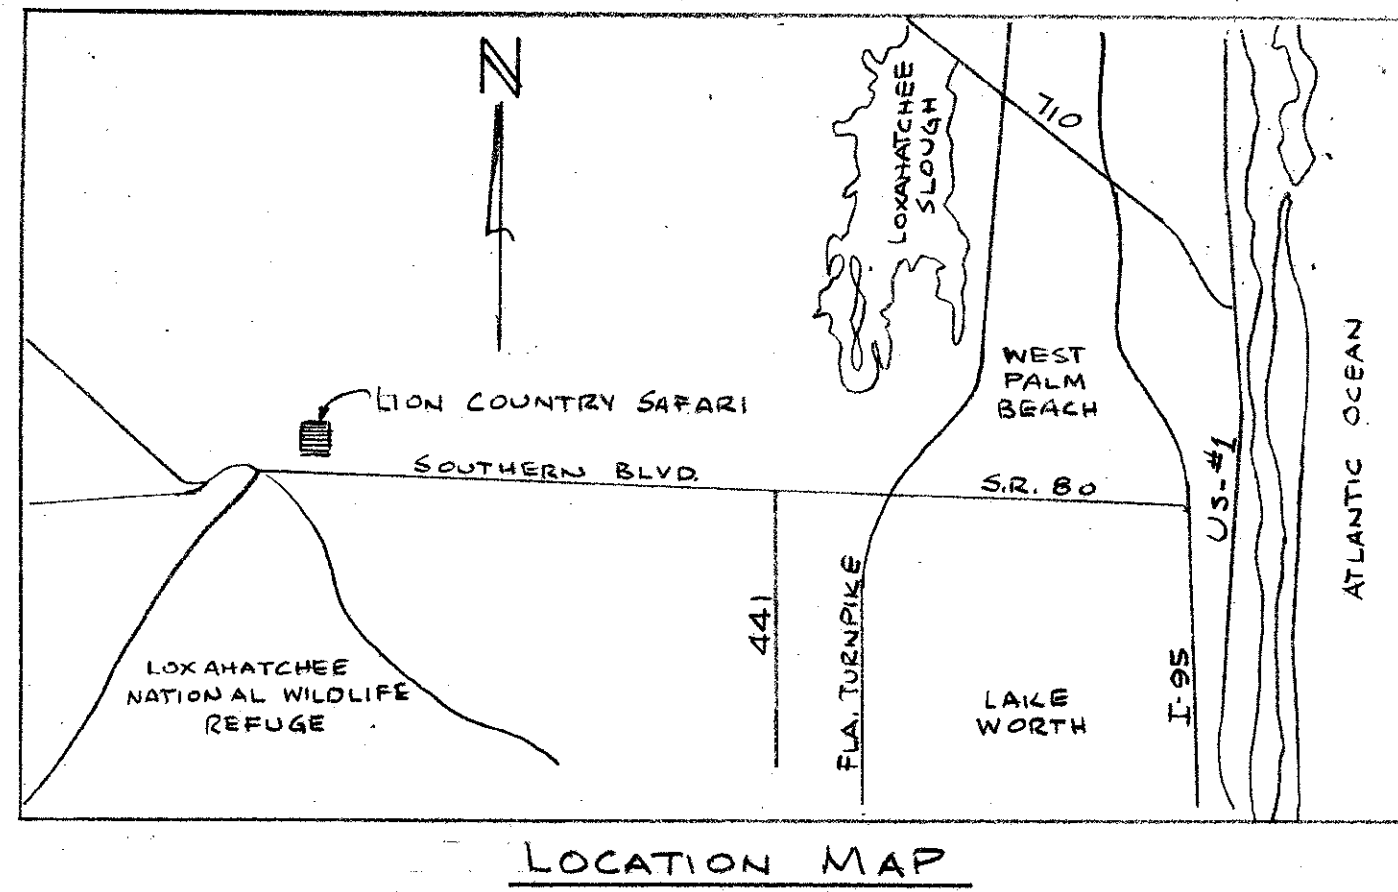 N
LOXAHATCHEE
SLOUGH
710
LION COUNTRY SAFARI
WEST
PALM
BEACH
SOUTHERN BLVD.
S.R. 80
US-#1
ATLANTIC OCEAN
441
FLA. TURNPIKE
LOXAHATCHEE
NATIONAL WILDLIFE
REFUGE
LAKE
WORTH
I-95
LOCATION MAP